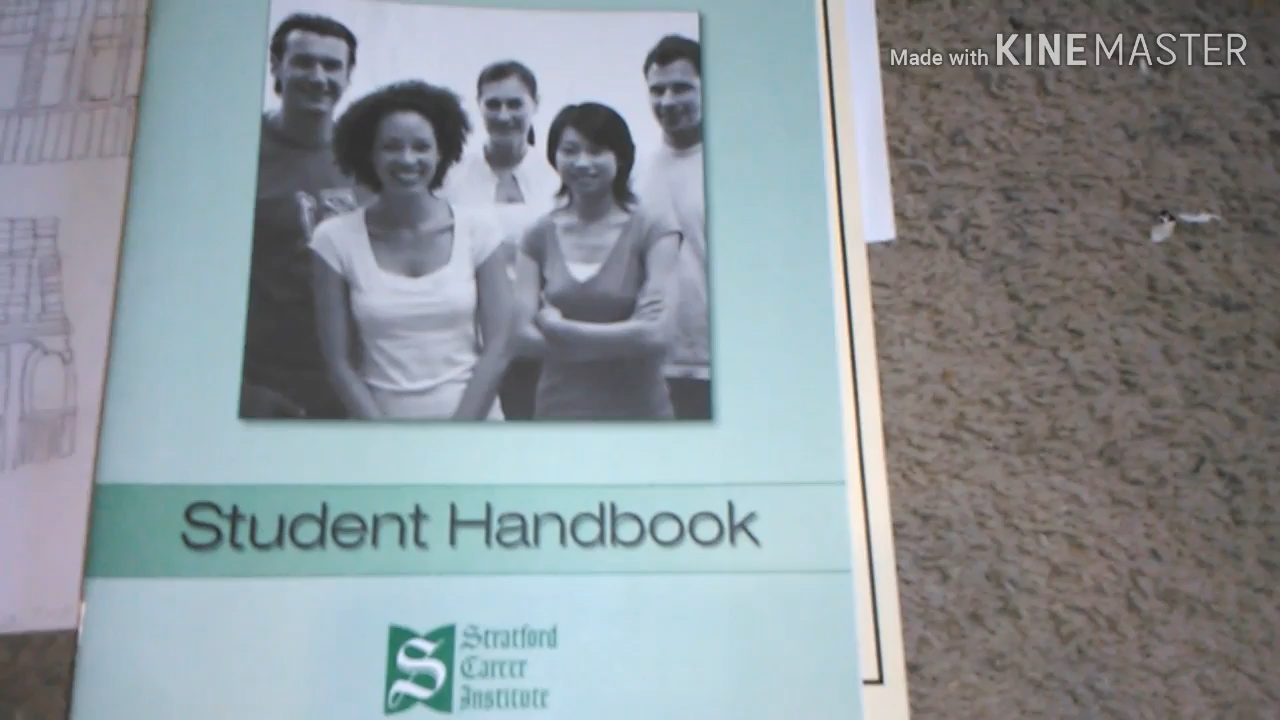 Made with KINEMASTER
Student Handbook
S Stratford
Career
Institute